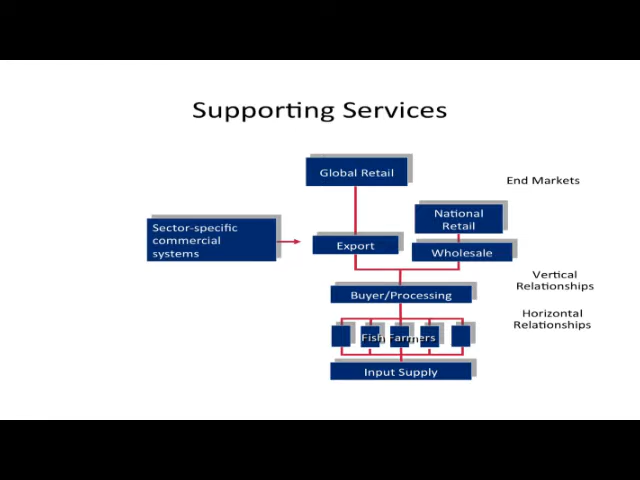 Supporting Services
Global Retail
End Markets
National
Retail
Sector-specific
commercial
systems
Export
Wholesale
Vertical
Relationships
Buyer/Processing
Horizontal
Relationships
Fish Farmers
Input Supply